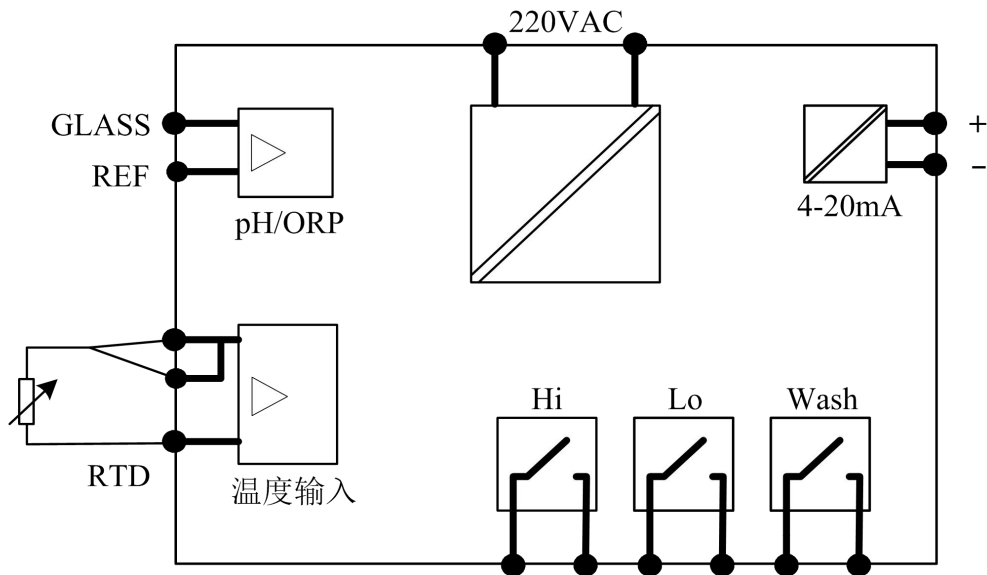 220VAC
GLASS
REF
pH/ORP
+
−
4-20mA
RTD
温度输入
Hi
Lo
Wash